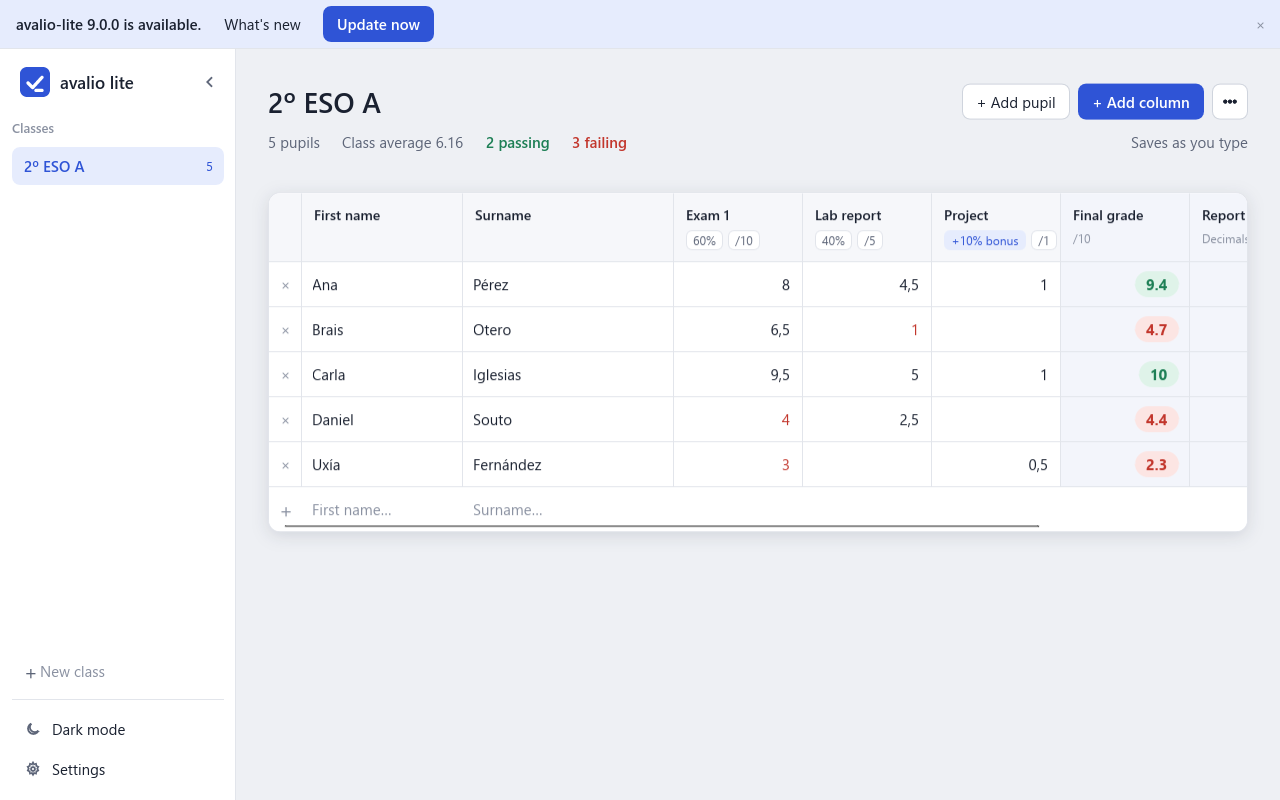 avalio-lite 9.0.0 is available. What's new Update now ×
avalio lite
Classes
2º ESO A 5
+ New class
Dark mode
Settings
2º ESO A
+ Add pupil + Add column •••
5 pupils Class average 6.16 2 passing 3 failing Saves as you type
First name Surname Exam 1 Lab report Project Final grade Report
60% /10 40% /5 +10% bonus /1 /10 Decimals
× Ana Pérez 8 4,5 1 9.4
× Brais Otero 6,5 1 4.7
× Carla Iglesias 9,5 5 1 10
× Daniel Souto 4 2,5 4.4
× Uxía Fernández 3 0,5 2.3
+ First name... Surname...